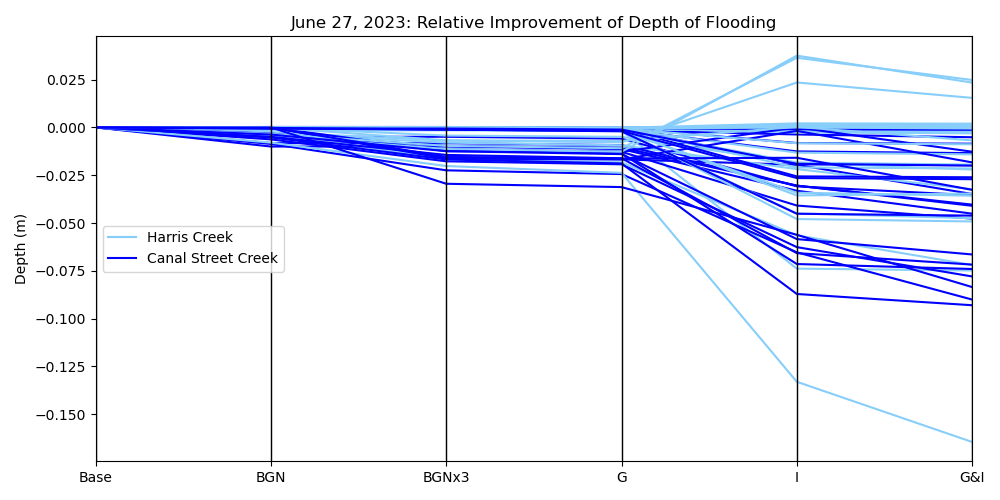 June 27, 2023: Relative Improvement of Depth of Flooding
Depth (m)
0.025
0.000
−0.025
−0.050
−0.075
−0.100
−0.125
−0.150
Harris Creek
Canal Street Creek
Base BGN BGNx3 G I G&I